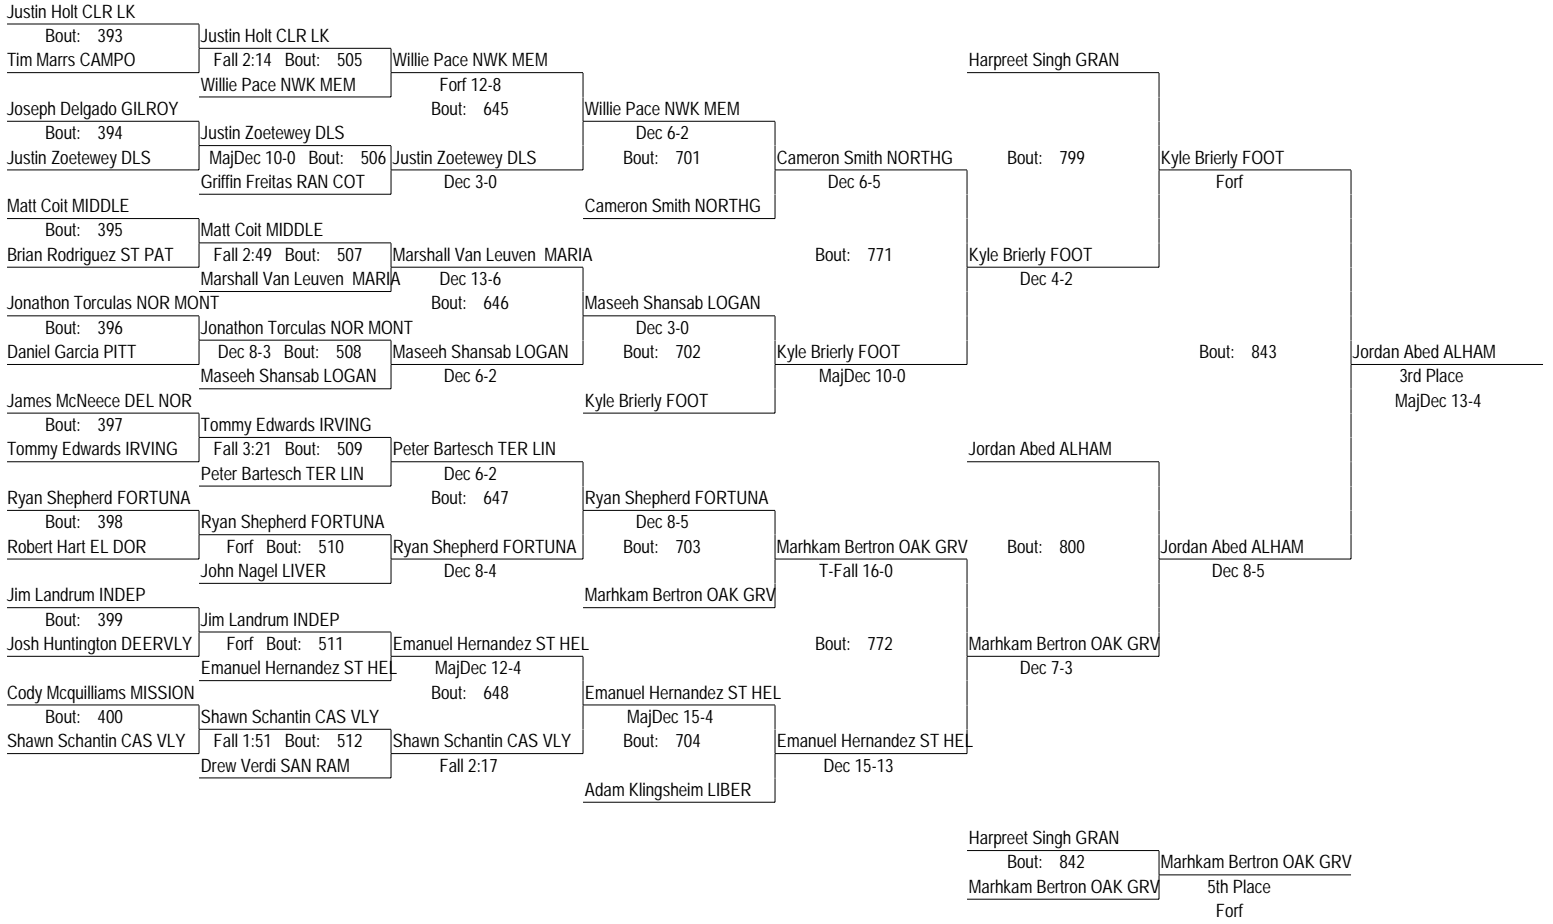 Justin Holt CLR LK
Bout: 393
Justin Holt CLR LK
Tim Marrs CAMPO
Fall 2:14 Bout: 505
Willie Pace NWK MEM
Harpreet Singh GRAN
Willie Pace NWK MEM
Forf 12-8
Joseph Delgado GILROY
Bout: 645
Willie Pace NWK MEM
Bout: 394
Justin Zoetewey DLS
Dec 6-2
Justin Zoetewey DLS
MajDec 10-0 Bout: 506
Justin Zoetewey DLS
Bout: 701
Cameron Smith NORTHG
Bout: 799
Kyle Brierly FOOT
Griffin Freitas RAN COT
Dec 3-0
Dec 6-5
Forf
Matt Coit MIDDLE
Cameron Smith NORTHG
Bout: 395
Matt Coit MIDDLE
Brian Rodriguez ST PAT
Fall 2:49 Bout: 507
Marshall Van Leuven MARIA
Bout: 771
Kyle Brierly FOOT
Marshall Van Leuven MARIA
Dec 13-6
Dec 4-2
Jonathon Torculas NOR MONT
Bout: 646
Maseeh Shansab LOGAN
Bout: 396
Jonathon Torculas NOR MONT
Dec 3-0
Daniel Garcia PITT
Dec 8-3 Bout: 508
Maseeh Shansab LOGAN
Bout: 702
Kyle Brierly FOOT
Bout: 843
Jordan Abed ALHAM
Maseeh Shansab LOGAN
Dec 6-2
MajDec 10-0
3rd Place
James McNeece DEL NOR
Kyle Brierly FOOT
MajDec 13-4
Bout: 397
Tommy Edwards IRVING
Tommy Edwards IRVING
Fall 3:21 Bout: 509
Peter Bartesch TER LIN
Jordan Abed ALHAM
Peter Bartesch TER LIN
Dec 6-2
Ryan Shepherd FORTUNA
Bout: 647
Ryan Shepherd FORTUNA
Bout: 398
Ryan Shepherd FORTUNA
Dec 8-5
Robert Hart EL DOR
Forf Bout: 510
Ryan Shepherd FORTUNA
Bout: 703
Marhkam Bertron OAK GRV
Bout: 800
Jordan Abed ALHAM
John Nagel LIVER
Dec 8-4
T-Fall 16-0
Dec 8-5
Jim Landrum INDEP
Marhkam Bertron OAK GRV
Bout: 399
Jim Landrum INDEP
Josh Huntington DEERVLY
Forf Bout: 511
Emanuel Hernandez ST HEL
Bout: 772
Marhkam Bertron OAK GRV
Emanuel Hernandez ST HEL
MajDec 12-4
Dec 7-3
Cody Mcquilliams MISSION
Bout: 648
Emanuel Hernandez ST HEL
Bout: 400
Shawn Schantin CAS VLY
MajDec 15-4
Shawn Schantin CAS VLY
Fall 1:51 Bout: 512
Shawn Schantin CAS VLY
Bout: 704
Emanuel Hernandez ST HEL
Drew Verdi SAN RAM
Fall 2:17
Dec 15-13
Adam Klingsheim LIBER
Harpreet Singh GRAN
Bout: 842
Marhkam Bertron OAK GRV
Marhkam Bertron OAK GRV
5th Place
Forf